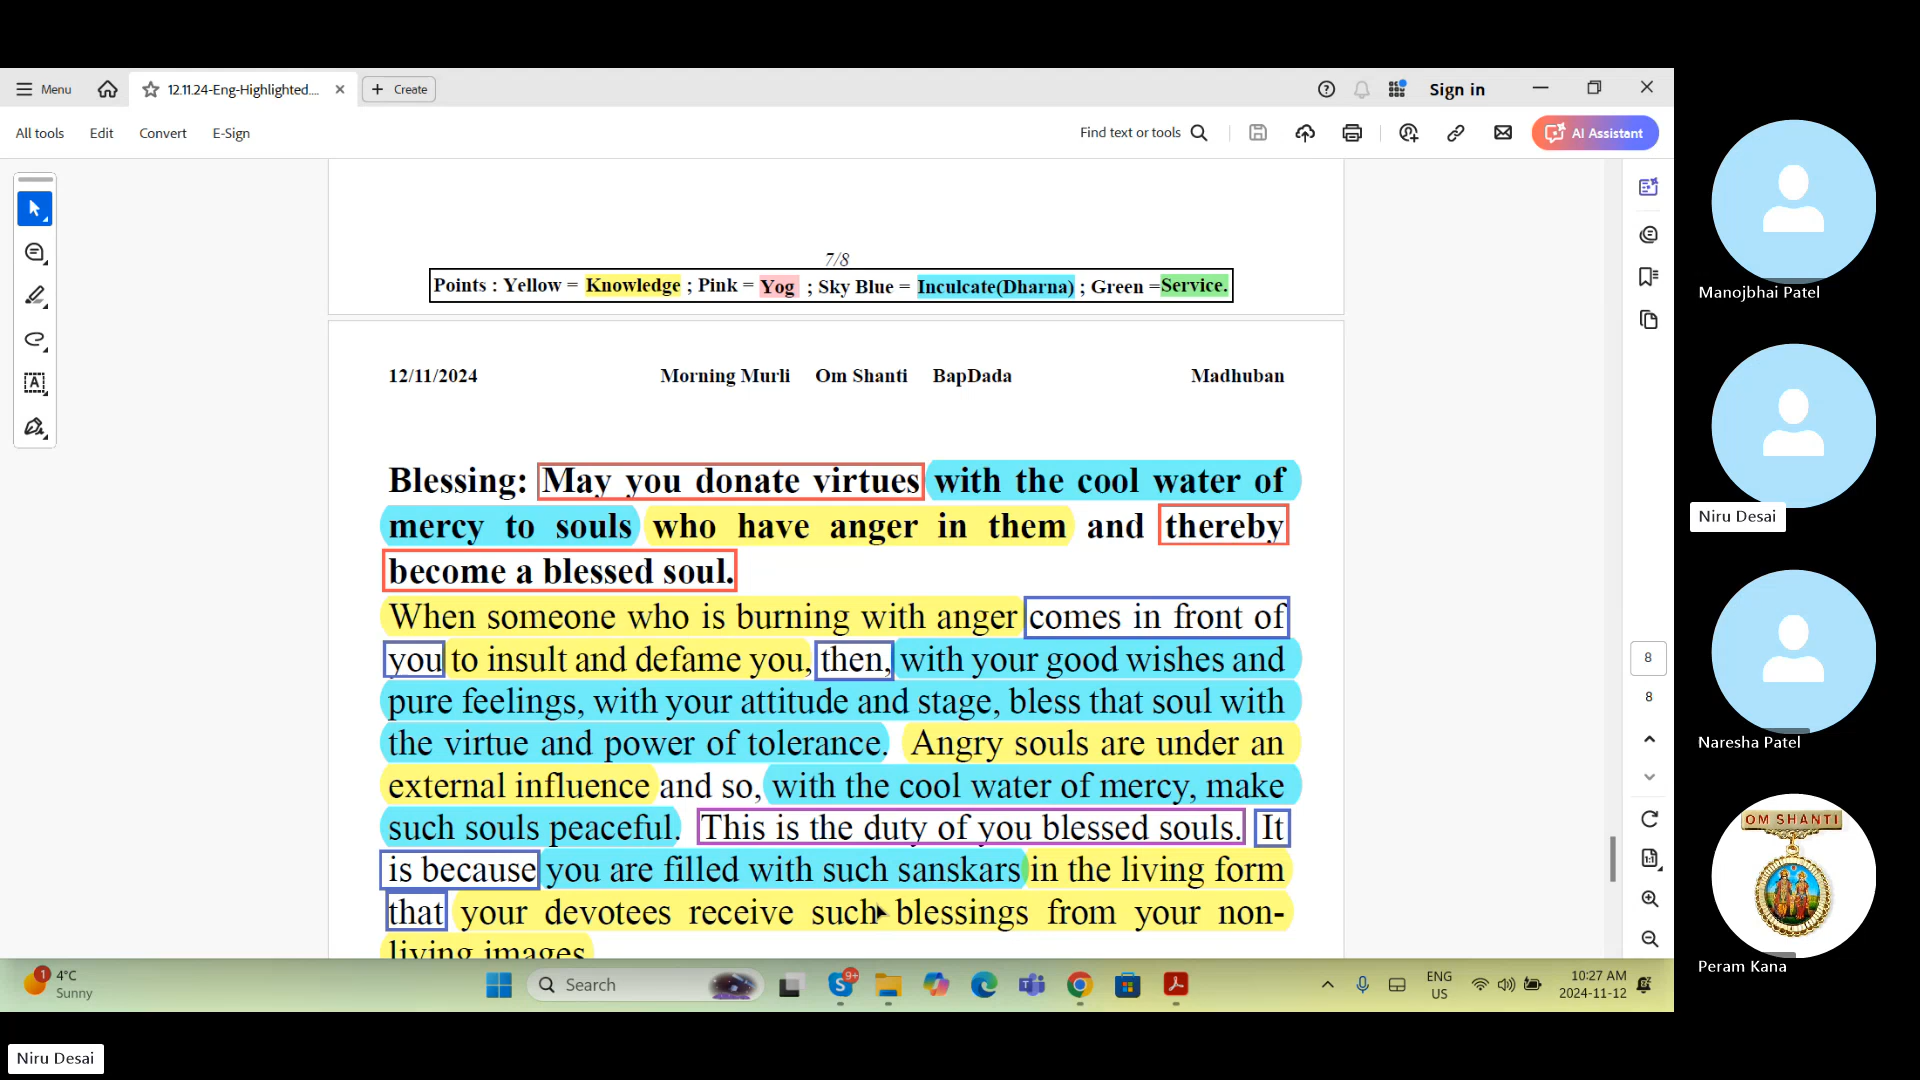 Menu
12.11.24-Eng-Highlighted....
Create
Sign in
All tools
Edit
Convert
E-Sign
Find text or tools
AI Assistant
7/8
Points : Yellow = Knowledge ; Pink = Yog ; Sky Blue = Inculcate(Dharna) ; Green =Service.
12/11/2024 Morning Murli Om Shanti BapDada Madhuban
Blessing: May you donate virtues with the cool water of
mercy to souls who have anger in them and thereby
become a blessed soul.
When someone who is burning with anger comes in front of
you to insult and defame you, then, with your good wishes and
pure feelings, with your attitude and stage, bless that soul with
the virtue and power of tolerance. Angry souls are under an
external influence and so, with the cool water of mercy, make
such souls peaceful. This is the duty of you blessed souls. It
is because you are filled with such sanskars in the living form
that your devotees receive such blessings from your non-
living images.
8
8
1
4°C
Sunny
Search
9+
ENG
US
10:27 AM
2024-11-12
Manojbhai Patel
Niru Desai
Naresha Patel
OM SHANTI
Peram Kana
Niru Desai